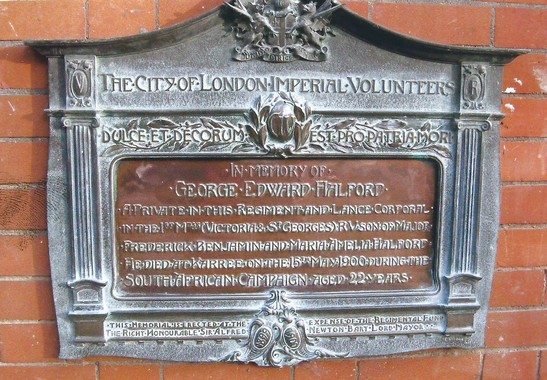 THE·CITY·OF·LONDON·IMPERIAL·VOLUNTEERS
DULCE·ET·DECORUM EST·PRO·PATRIA·MORI
IN·MEMORY·OF·
GEORGE·EDWARD·HALFORD
A·PRIVATE·IN·THIS·REGIMENT·AND·LANCE·CORPORAL·
IN·THE·1ST MDDX (VICTORIA & ST GEORGES) R.V. SON·OF·MAJOR
FREDERICK·BENJAMIN·AND·MARIA·AMELIA·HALFORD·
HE·DIED·AT·KARREE·ON·THE·15TH MAY·1900·DURING·THE
SOUTH·AFRICAN·CAMPAIGN·AGED·22·YEARS·
·THIS·MEMORIAL·IS·ERECTED·AT·THE EXPENSE·OF·THE·REGIMENTAL·FUND
THE·RIGHT·HONOURABLE·SIR·ALFRED NEWTON·BART·LORD·MAYOR